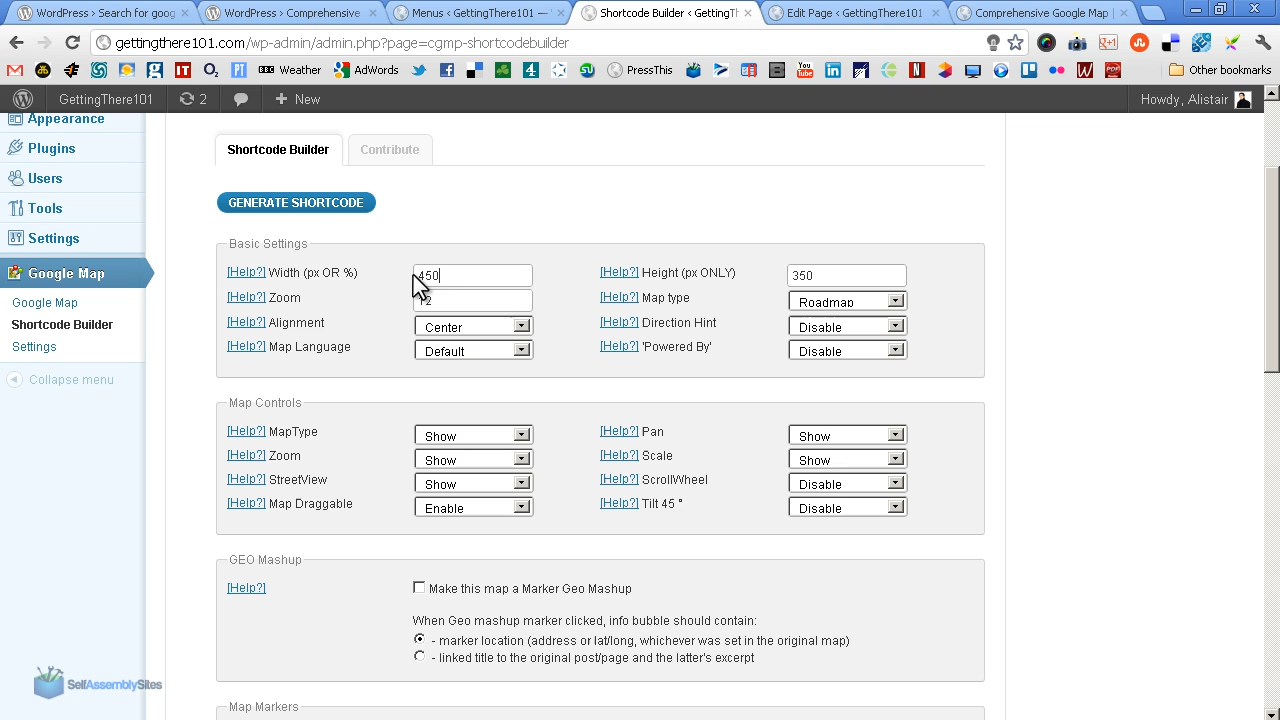 WordPress › Search for goog
WordPress › Comprehensive
Menus ‹ GettingThere101 —
Shortcode Builder ‹ GettingTh
Edit Page ‹ GettingThere101
Comprehensive Google Map |
gettingthere101.com/wp-admin/admin.php?page=cgmp-shortcodebuilder
Weather
AdWords
PressThis
Other bookmarks
GettingThere101
2
New
Howdy, Alistair
Appearance
Plugins
Users
Tools
Settings
Google Map
Google Map
Shortcode Builder
Settings
Collapse menu
Shortcode Builder
Contribute
GENERATE SHORTCODE
Basic Settings
[Help?] Width (px OR %) 450 [Help?] Height (px ONLY) 350
[Help?] Zoom [Help?] Map type Roadmap
[Help?] Alignment Center [Help?] Direction Hint Disable
[Help?] Map Language Default [Help?] 'Powered By' Disable
Map Controls
[Help?] MapType Show [Help?] Pan Show
[Help?] Zoom Show [Help?] Scale Show
[Help?] StreetView Show [Help?] ScrollWheel Disable
[Help?] Map Draggable Enable [Help?] Tilt 45 ° Disable
GEO Mashup
[Help?] Make this map a Marker Geo Mashup
When Geo mashup marker clicked, info bubble should contain:
- marker location (address or lat/long, whichever was set in the original map)
- linked title to the original post/page and the latter's excerpt
Map Markers
SelfAssemblySites